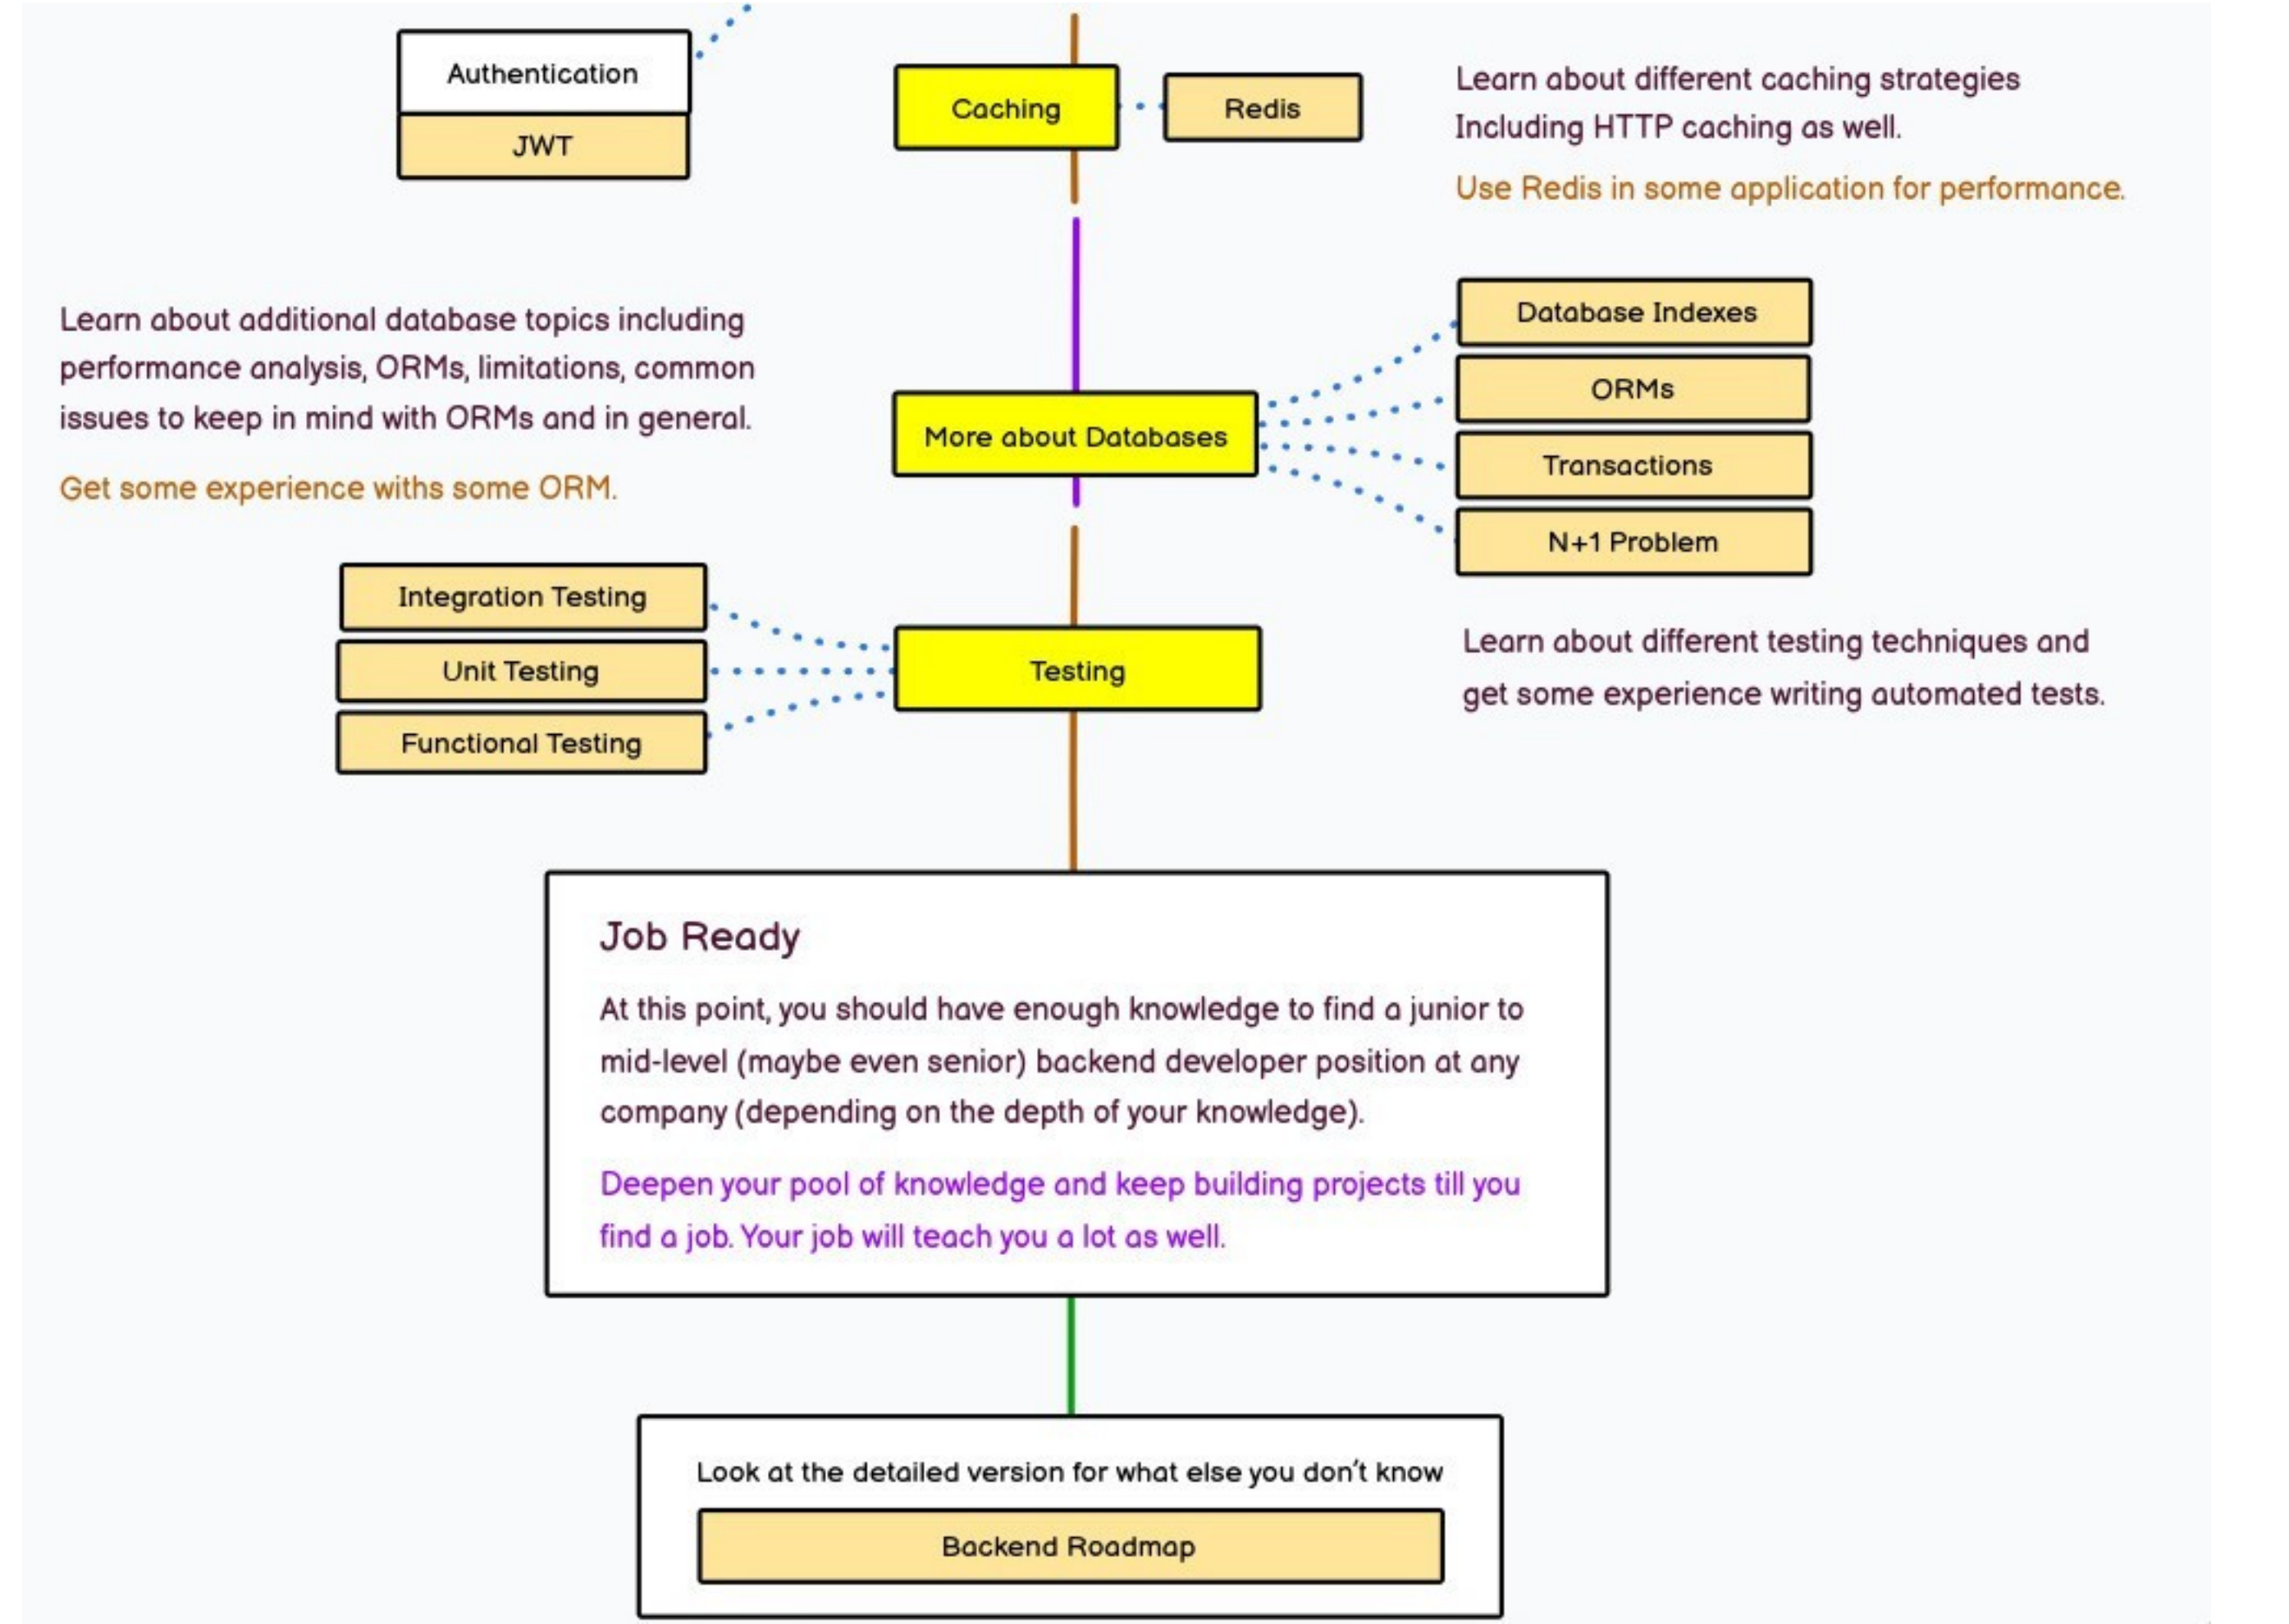 Authentication
JWT
Caching
Redis
Learn about different caching strategies
Including HTTP caching as well.
Use Redis in some application for performance.
Learn about additional database topics including
performance analysis, ORMs, limitations, common
issues to keep in mind with ORMs and in general.
Get some experience withs some ORM.
More about Databases
Database Indexes
ORMs
Transactions
N+1 Problem
Integration Testing
Unit Testing
Functional Testing
Testing
Learn about different testing techniques and
get some experience writing automated tests.
Job Ready
At this point, you should have enough knowledge to find a junior to
mid-level (maybe even senior) backend developer position at any
company (depending on the depth of your knowledge).
Deepen your pool of knowledge and keep building projects till you
find a job. Your job will teach you a lot as well.
Look at the detailed version for what else you don't know
Backend Roadmap